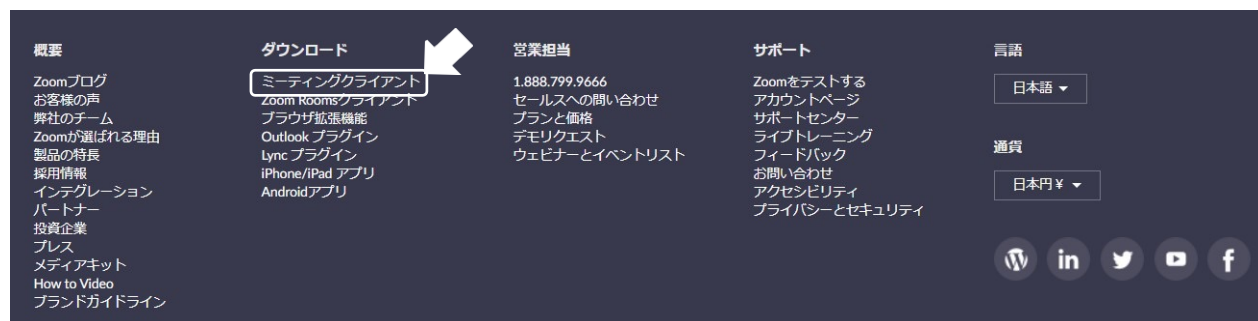 概要
Zoomブログ
お客様の声
弊社のチーム
Zoomが選ばれる理由
製品の特長
採用情報
インテグレーション
パートナー
投資企業
プレス
メディアキット
How to Video
ブランドガイドライン
ダウンロード
ミーティングクライアント
Zoom Roomsクライアント
ブラウザ拡張機能
Outlook プラグイン
Lync プラグイン
iPhone/iPad アプリ
Androidアプリ
営業担当
1.888.799.9666
セールスへの問い合わせ
プランと価格
デモリクエスト
ウェビナーとイベントリスト
サポート
Zoomをテストする
アカウントページ
サポートセンター
ライブトレーニング
フィードバック
お問い合わせ
アクセシビリティ
プライバシーとセキュリティ
言語
日本語
通貨
日本円 ¥